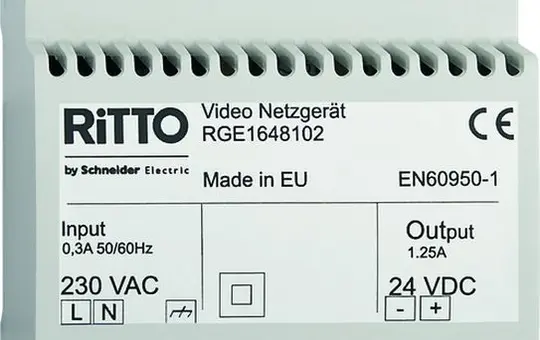 RiTTO
by Schneider Electric
Video Netzgerät
RGE1648102
CE
Made in EU
EN60950-1
Input
0,3A 50/60Hz
230 VAC
L N
Output
1.25A
24 VDC
- +